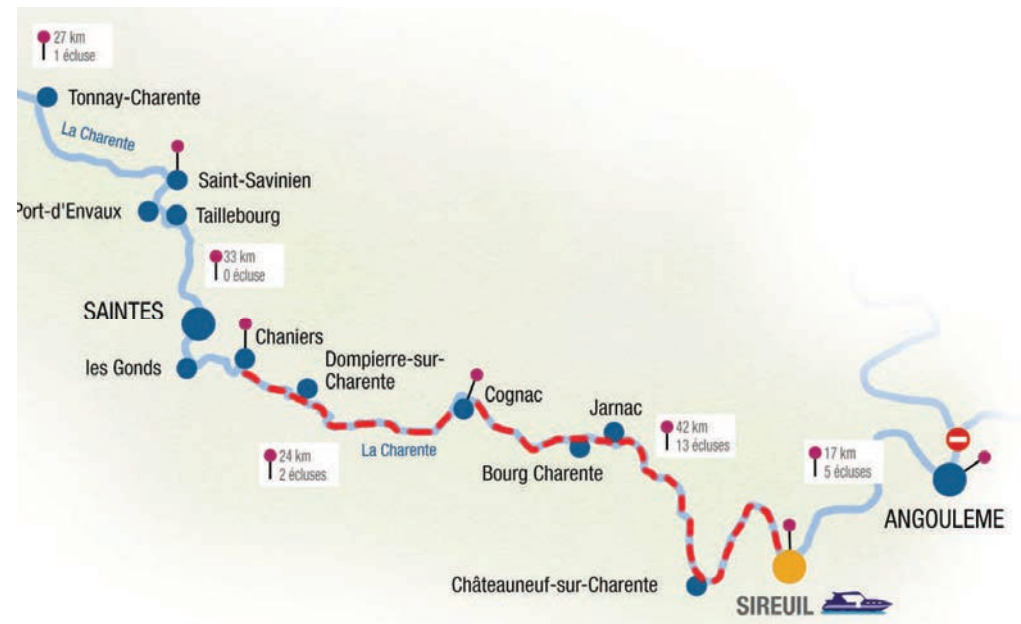 27 km
1 écluse
Tonnay-Charente
La Charente
Saint-Savinien
Port-d'Envaux
Taillebourg
33 km
0 écluse
SAINTES
Chaniers
les Gonds
Dompierre-sur-
Charente
Cognac
Jarnac
42 km
13 écluses
La Charente
24 km
2 écluses
Bourg Charente
17 km
5 écluses
ANGOULEME
Châteauneuf-sur-Charente
SIREUIL